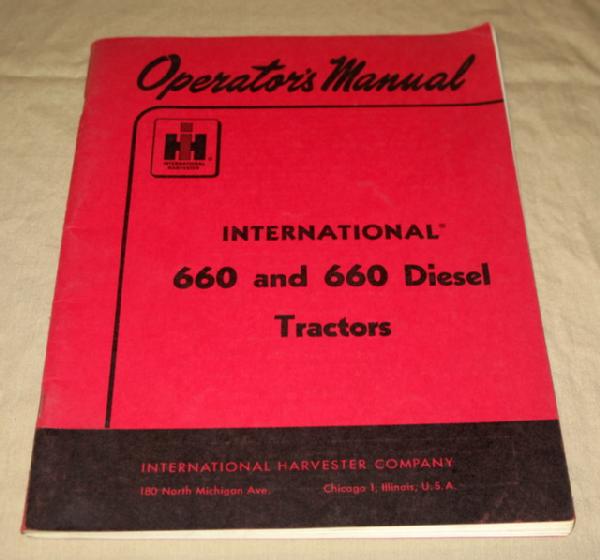 Operator's Manual
IH
INTERNATIONAL
HARVESTER
®
INTERNATIONAL®
660 and 660 Diesel
Tractors
INTERNATIONAL HARVESTER COMPANY
180 North Michigan Ave. Chicago 1, Illinois, U.S.A.